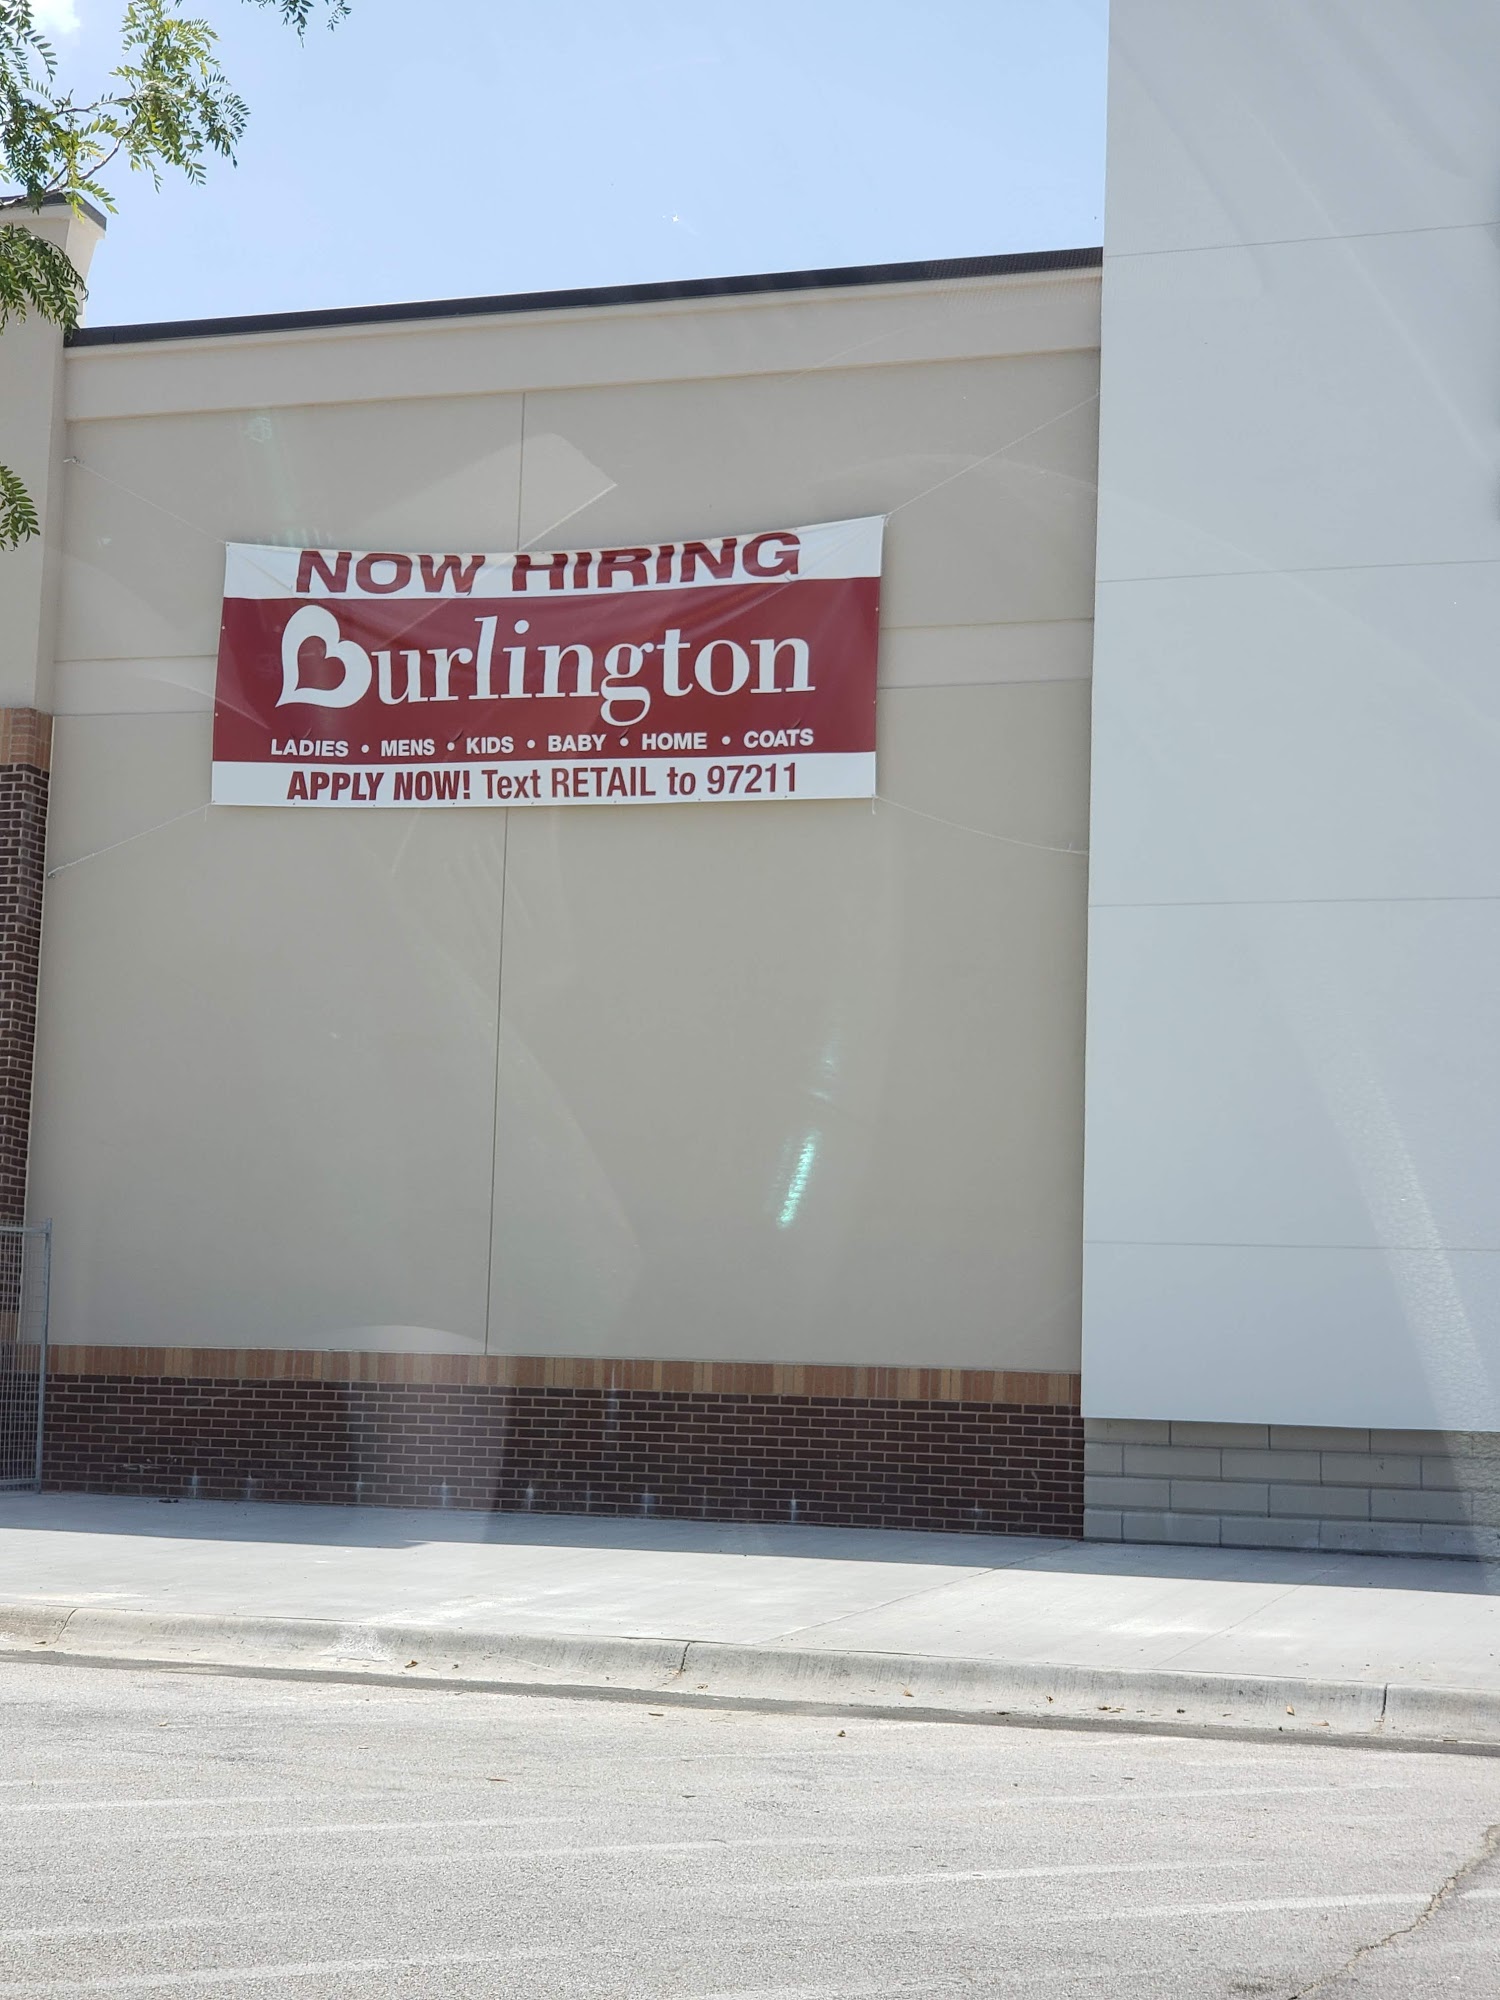 NOW HIRING
Burlington
LADIES • MENS • KIDS • BABY • HOME • COATS
APPLY NOW! Text RETAIL to 97211